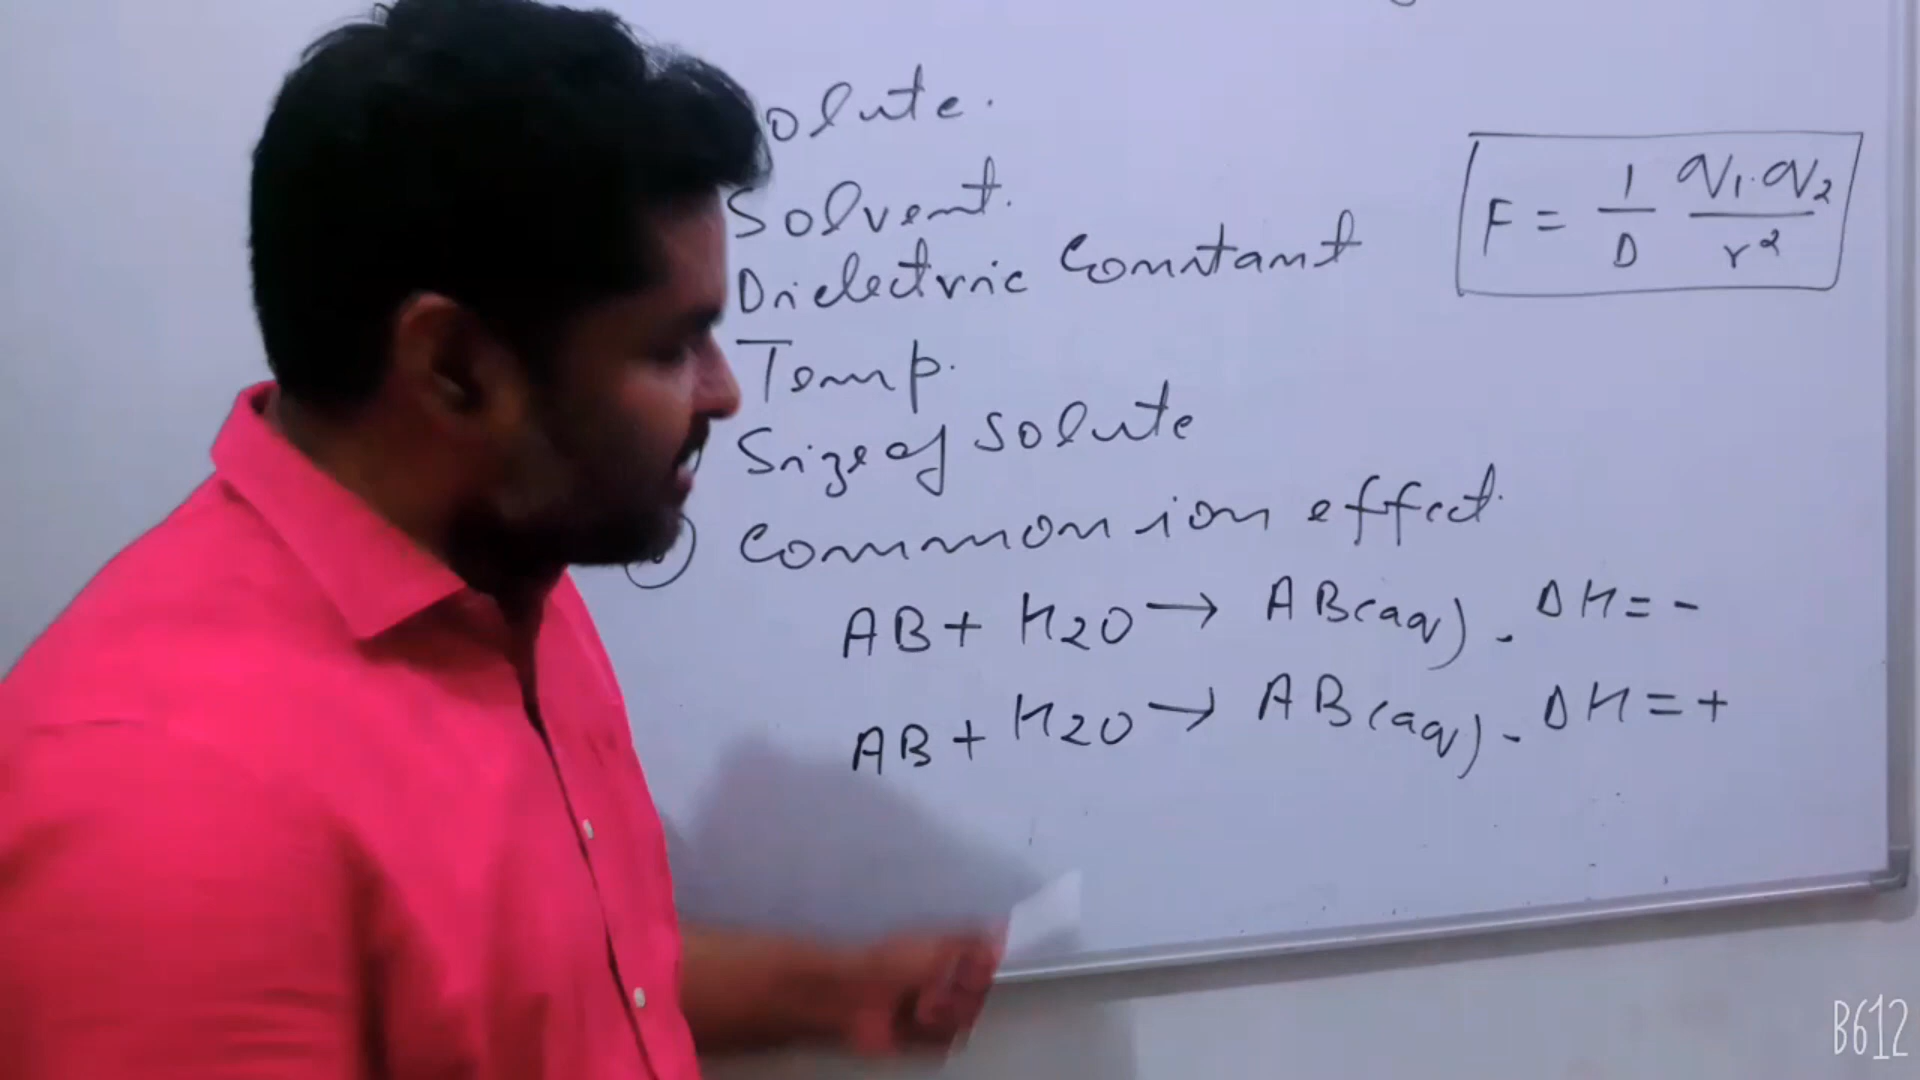 olute.
Solvent.
Dielectric Constant
F = 1/D q1.q2/r²
Temp.
Size of Solute
6) Common ion effect.
AB + H2O → AB(aq). ΔH = -
AB + H2O → AB(aq). ΔH = +
B612